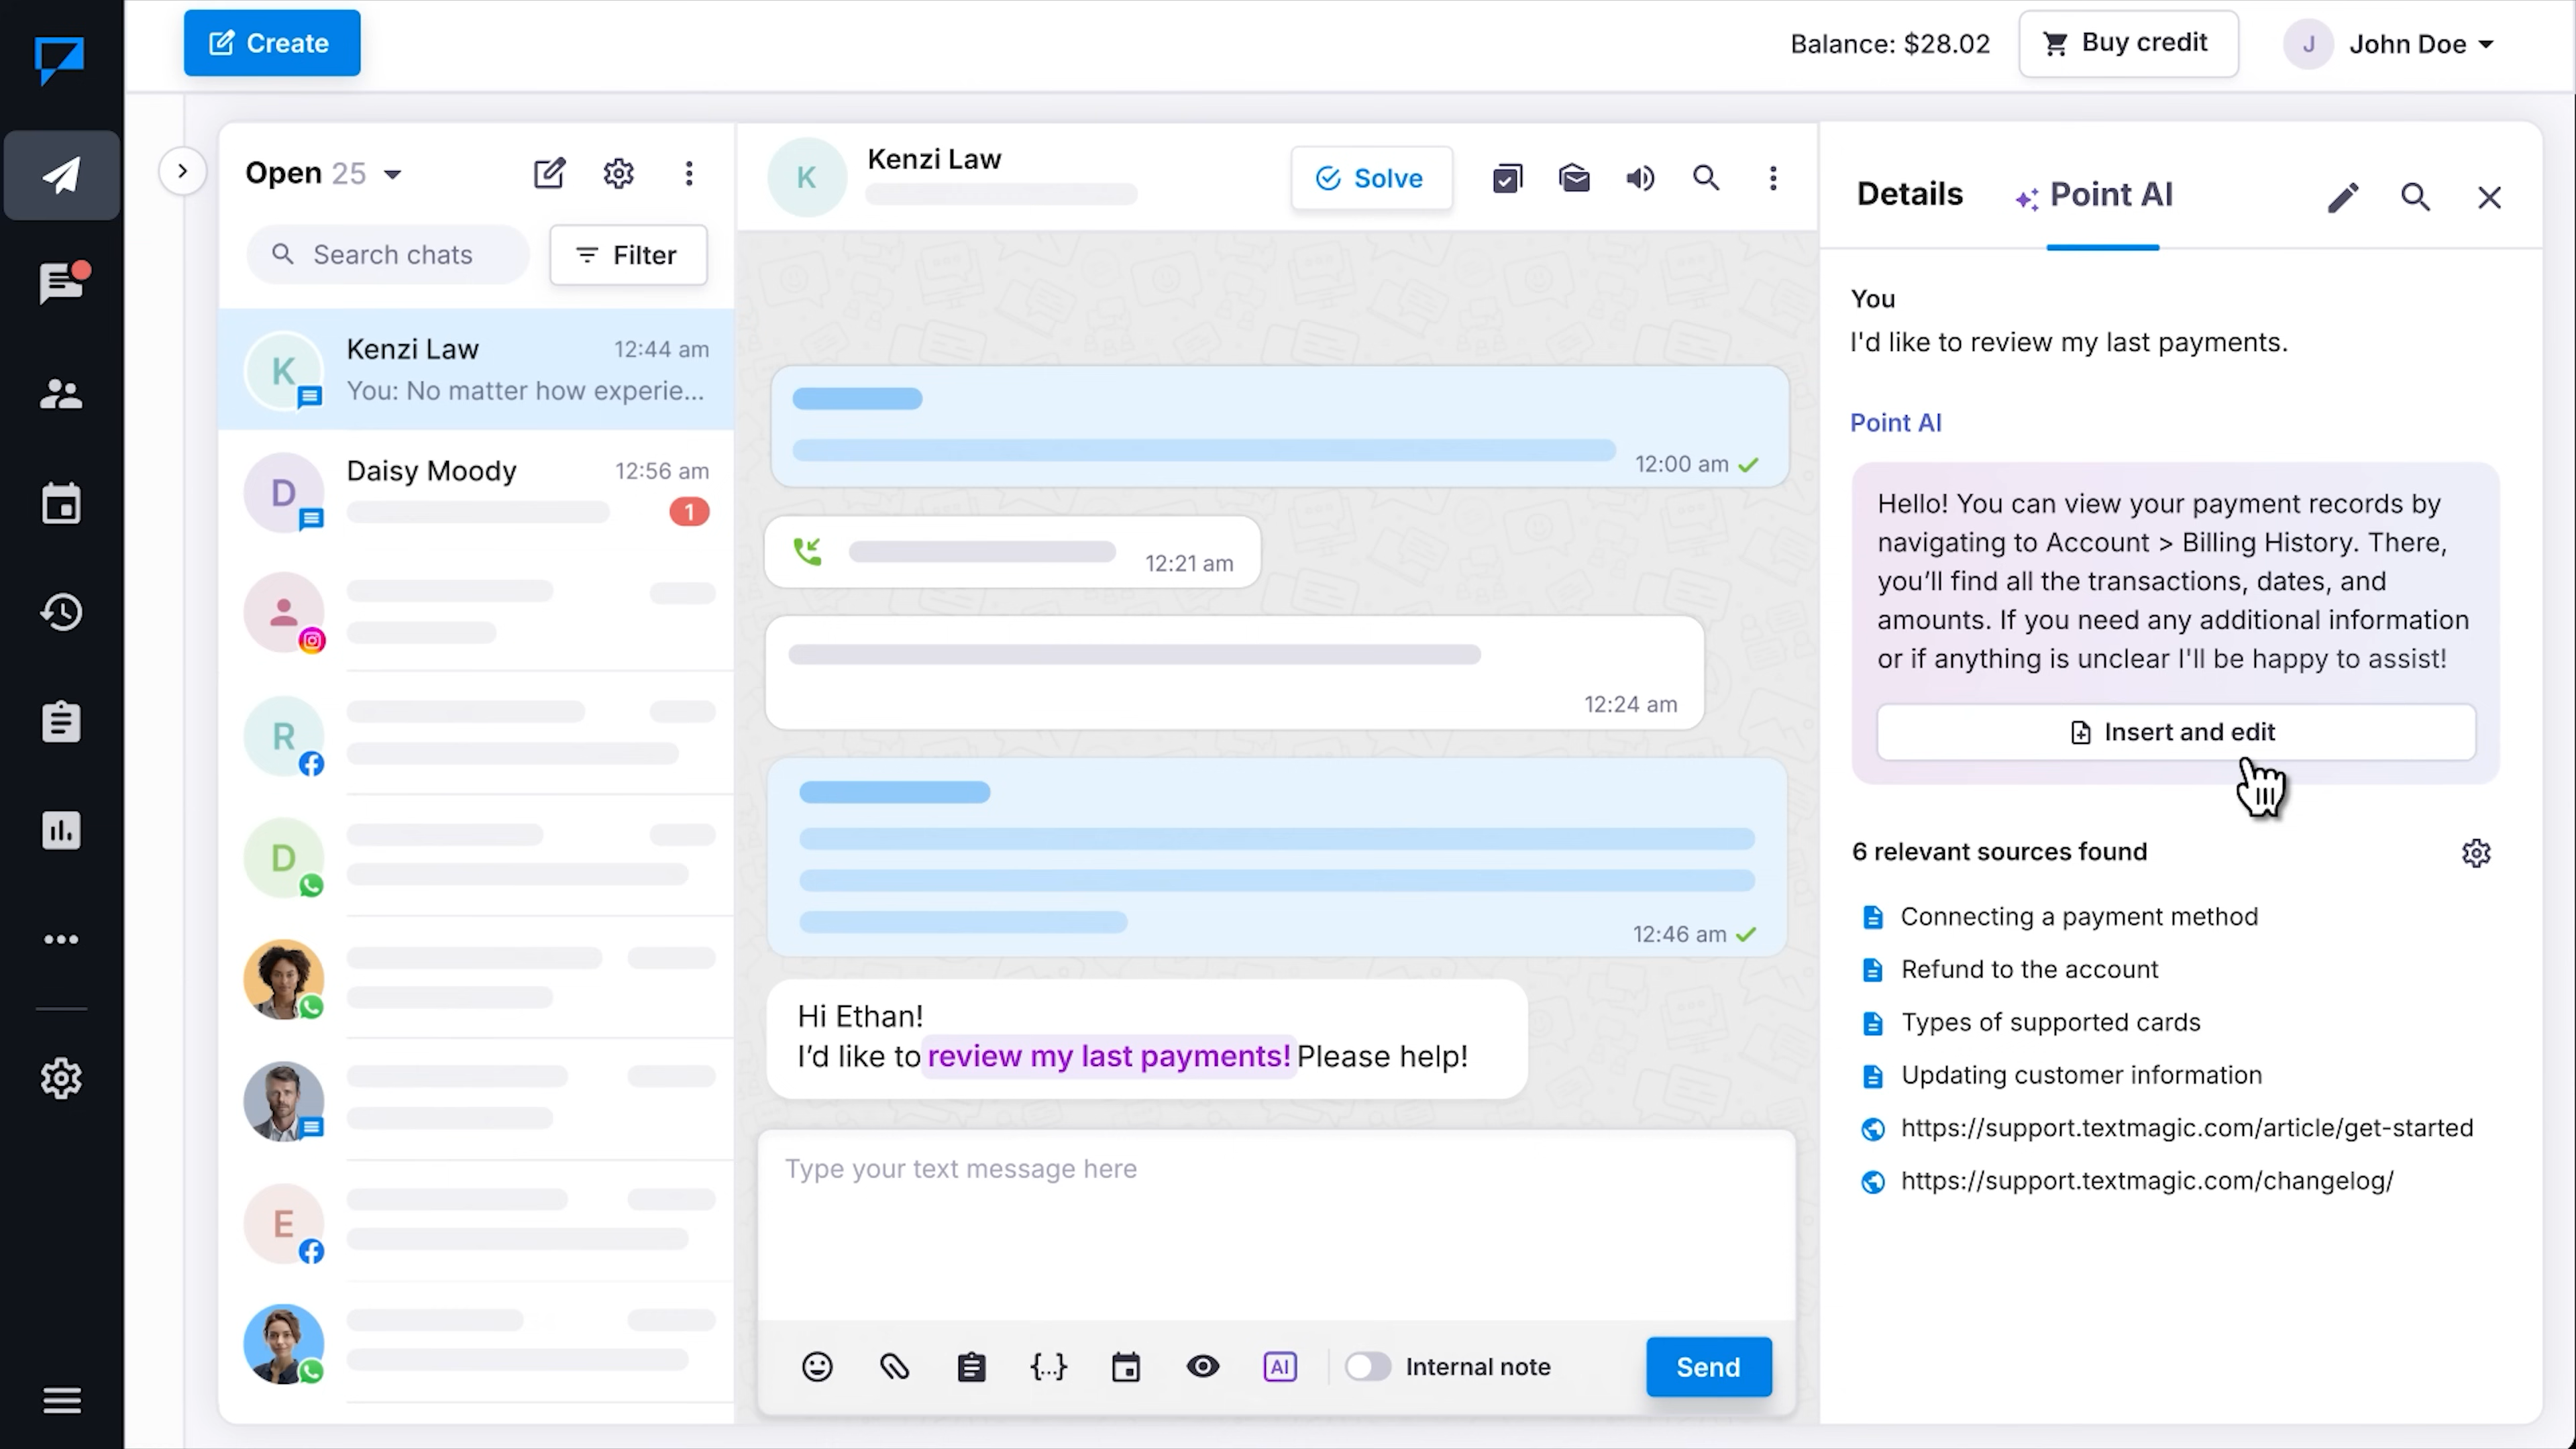 Create
Balance: $28.02
Buy credit
J
John Doe
Open 25
Search chats
Filter
K
Kenzi Law
12:44 am
You: No matter how experie...
D
Daisy Moody
12:56 am
1
R
D
E
K
Kenzi Law
Solve
12:00 am
12:21 am
12:24 am
12:46 am
Hi Ethan!
I’d like to review my last payments! Please help!
Type your text message here
{...}
AI
Internal note
Send
Details
Point AI
You
I'd like to review my last payments.
Point AI
Hello! You can view your payment records by
navigating to Account > Billing History. There,
you’ll find all the transactions, dates, and
amounts. If you need any additional information
or if anything is unclear I'll be happy to assist!
Insert and edit
6 relevant sources found
Connecting a payment method
Refund to the account
Types of supported cards
Updating customer information
https://support.textmagic.com/article/get-started
https://support.textmagic.com/changelog/